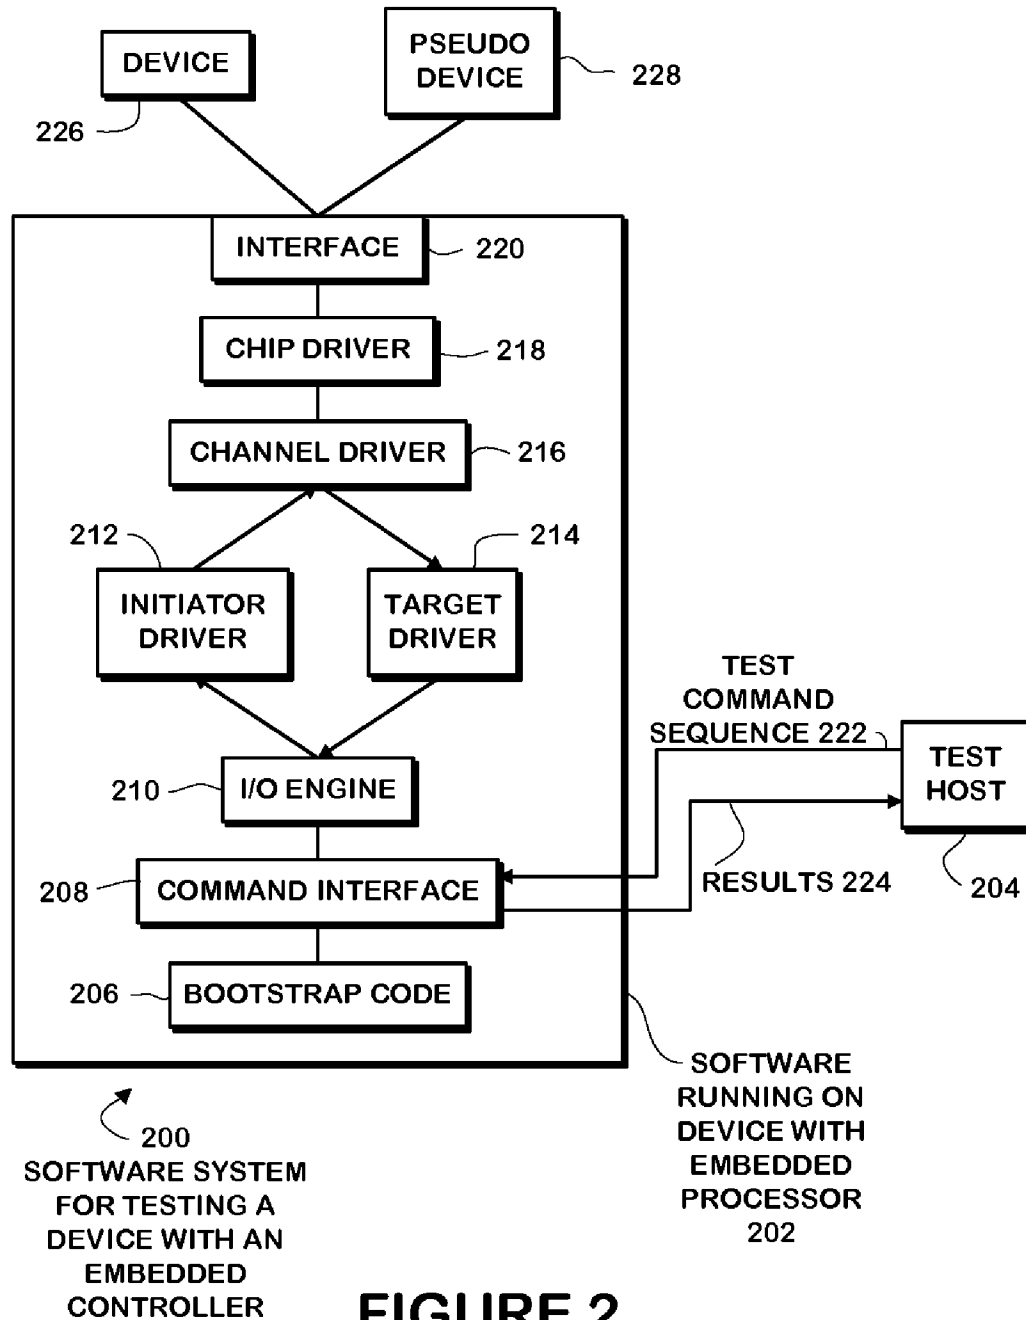 DEVICE
226
PSEUDO
DEVICE
228
INTERFACE
220
CHIP DRIVER
218
CHANNEL DRIVER
216
212
214
INITIATOR
DRIVER
TARGET
DRIVER
TEST
COMMAND
SEQUENCE 222
TEST
HOST
204
210
I/O ENGINE
208
COMMAND INTERFACE
RESULTS 224
206
BOOTSTRAP CODE
SOFTWARE
RUNNING ON
DEVICE WITH
EMBEDDED
PROCESSOR
202
200
SOFTWARE SYSTEM
FOR TESTING A
DEVICE WITH AN
EMBEDDED
CONTROLLER
FIGURE 2